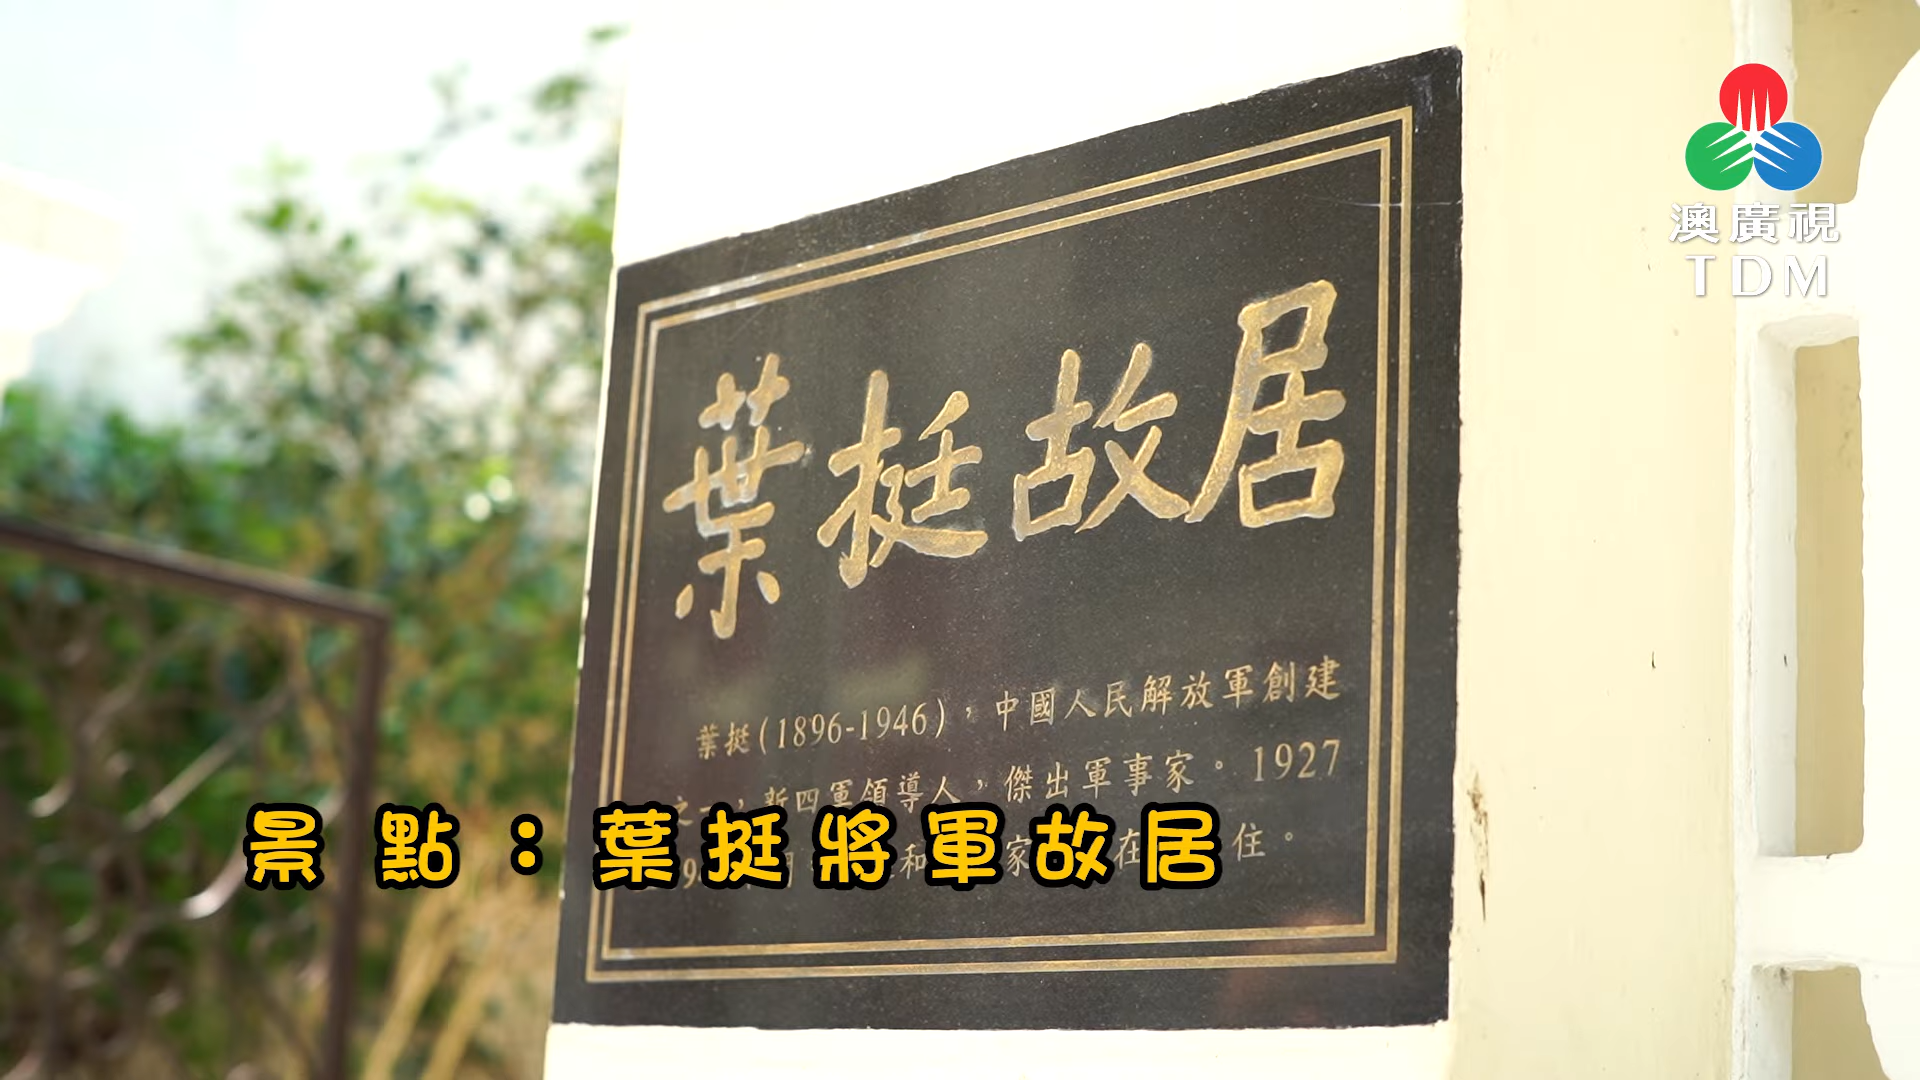 澳廣視
TDM
葉挺故居
葉挺(1896-1946)，中國人民解放軍創建
新四軍領導人，傑出軍事家。1927
和 家 在 住。
景點：葉挺將軍故居